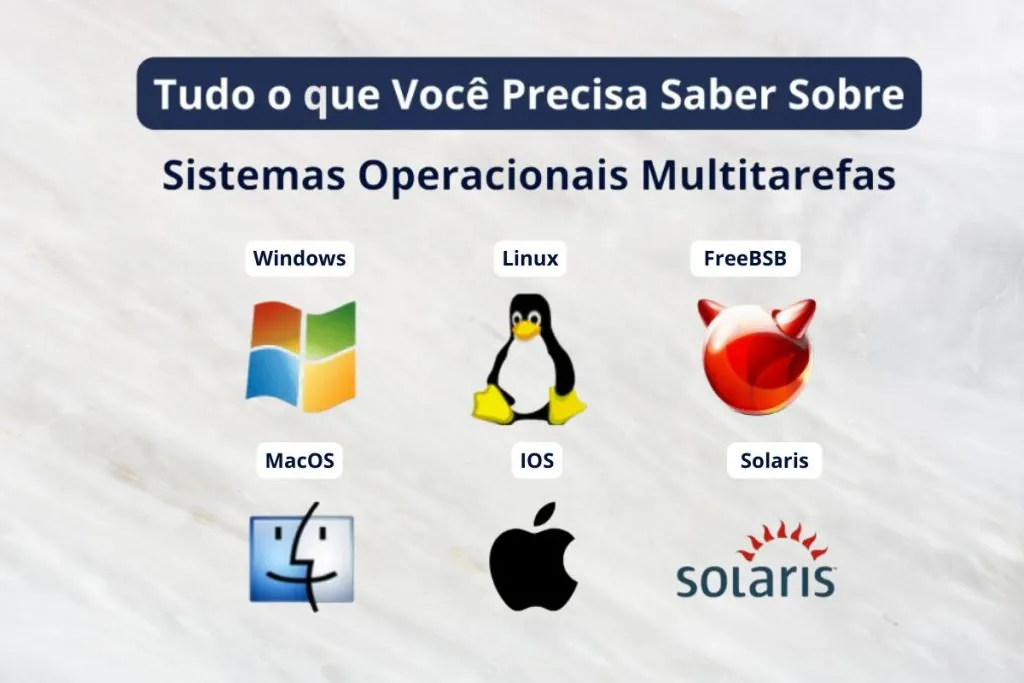 Tudo o que Você Precisa Saber Sobre
Sistemas Operacionais Multitarefas
Windows
Linux
FreeBSB
MacOS
IOS
Solaris
solaris